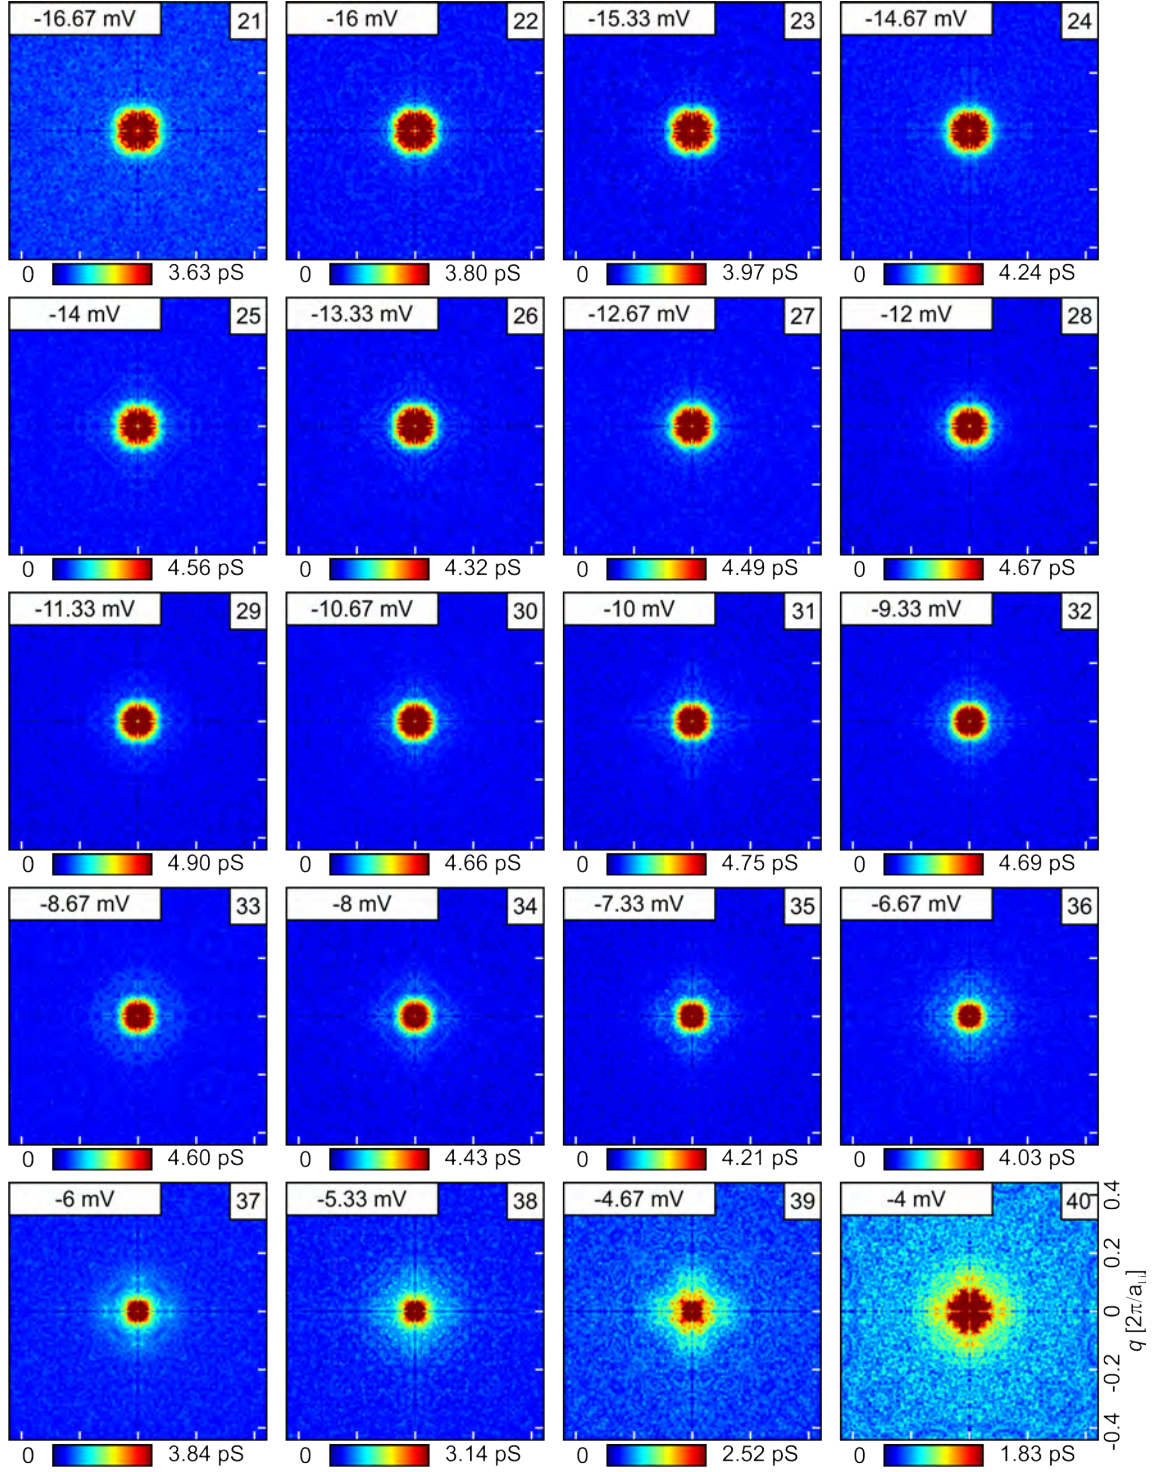 -16.67 mV 21 -16 mV 22 -15.33 mV 23 -14.67 mV 24
0 3.63 pS 0 3.80 pS 0 3.97 pS 0 4.24 pS
-14 mV 25 -13.33 mV 26 -12.67 mV 27 -12 mV 28
0 4.56 pS 0 4.32 pS 0 4.49 pS 0 4.67 pS
-11.33 mV 29 -10.67 mV 30 -10 mV 31 -9.33 mV 32
0 4.90 pS 0 4.66 pS 0 4.75 pS 0 4.69 pS
-8.67 mV 33 -8 mV 34 -7.33 mV 35 -6.67 mV 36
0 4.60 pS 0 4.43 pS 0 4.21 pS 0 4.03 pS
-6 mV 37 -5.33 mV 38 -4.67 mV 39 -4 mV 40
0.4
0.2
0
-0.2
-0.4
q [2π/a
0 3.84 pS 0 3.14 pS 0 2.52 pS 0 1.83 pS